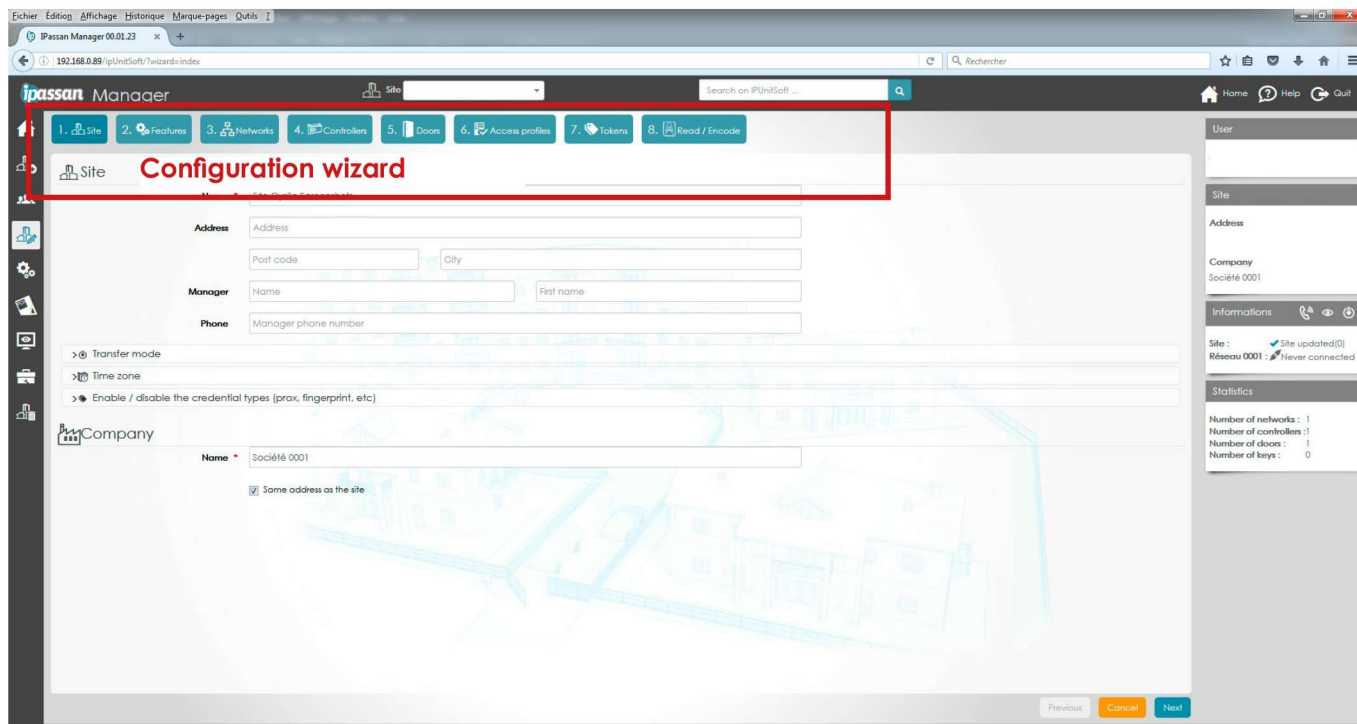 Fichier Édition Affichage Historique Marque-pages Outils ?
IPassan Manager 00.01.23 × +
192.168.0.89/ipUnitSoft/?wizard=index Rechercher
ipassan Manager Site Search on IPUnitSoft ... Home Help Quit
1. Site 2. Features 3. Networks 4. Controllers 5. Doors 6. Access profiles 7. Tokens 8. Read / Encode
Configuration wizard
Site
Address Address
Post code City
Manager Name First name
Phone Manager phone number
Transfer mode
Time zone
Enable / disable the credential types (prox, fingerprint, etc)
Company
Name * Société 0001
Same address as the site
Previous Cancel Next
User
Site
Address
Company
Société 0001
Informations
Site : Site updated(0)
Réseau 0001 : Never connected
Statistics
Number of networks : 1
Number of controllers :1
Number of doors : 1
Number of keys : 0